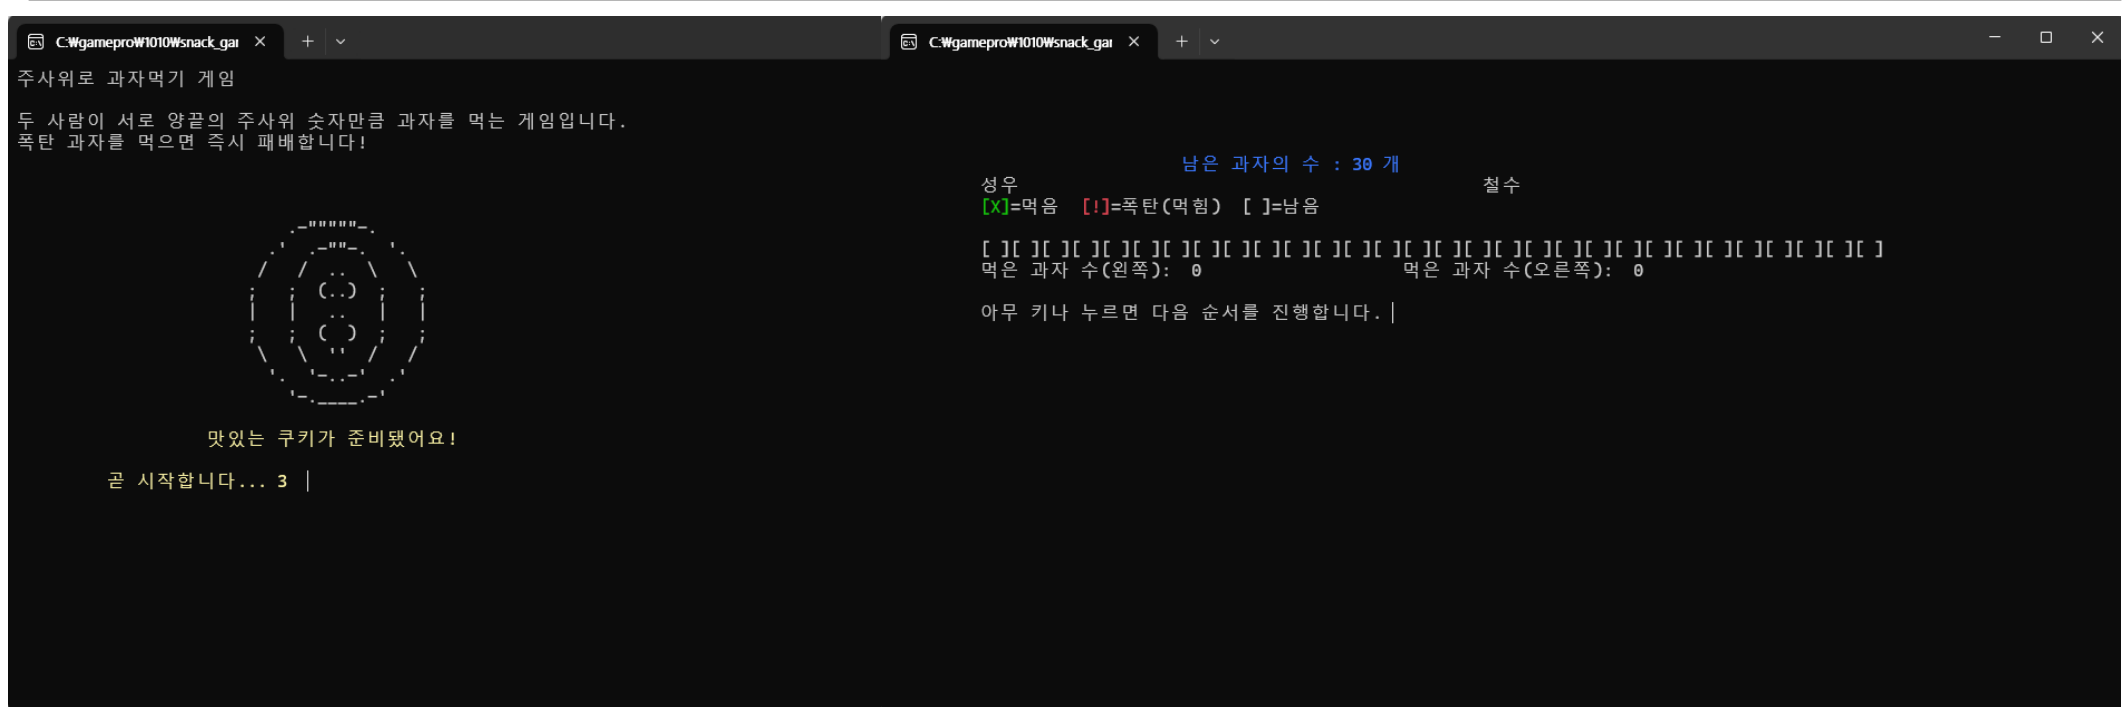 C:₩gamepro₩1010₩snack_gar
주사위로 과자먹기 게임
두 사람이 서로 양끝의 주사위 숫자만큼 과자를 먹는 게임입니다.
폭탄 과자를 먹으면 즉시 패배합니다!
.-"""""-.
.'  .-""-.  '.
/   /  ..  \   \
;   ;  (..)  ;   ;
|   |   ..   |   |
;   ;  (  )  ;   ;
\   \  ''  /   /
'.  '-..-'  .'
'-.____.-'
맛있는 쿠키가 준비됐어요!
곧 시작합니다... 3
C:₩gamepro₩1010₩snack_gar
남은 과자의 수 : 30 개
성우 철수
[X]=먹음  [!]=폭탄(먹힘)  [ ]=남음
[ ][ ][ ][ ][ ][ ][ ][ ][ ][ ][ ][ ][ ][ ][ ][ ][ ][ ][ ][ ][ ][ ][ ][ ][ ][ ][ ][ ][ ][ ]
먹은 과자 수(왼쪽):  0 먹은 과자 수(오른쪽):  0
아무 키나 누르면 다음 순서를 진행합니다.